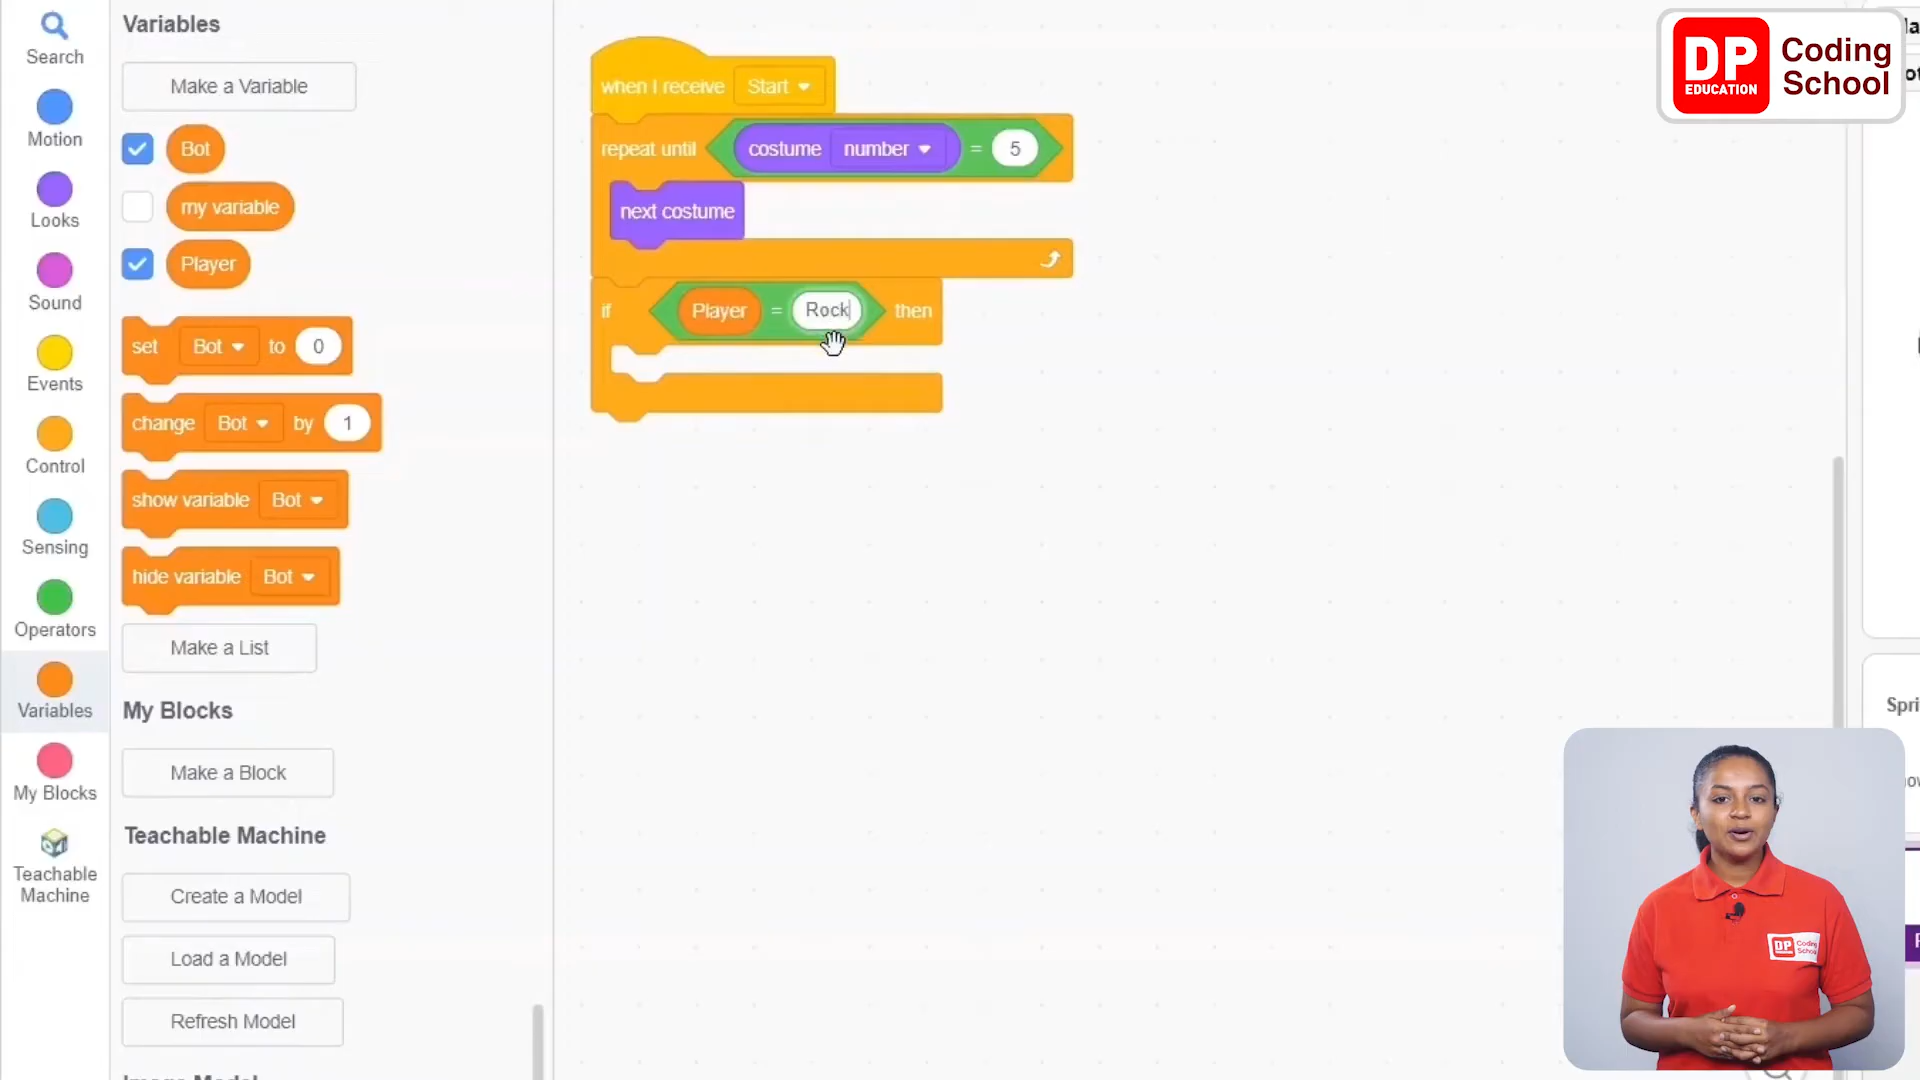 Search
Motion
Looks
Sound
Events
Control
Sensing
Operators
Variables
My Blocks
Teachable
Machine
Variables
Make a Variable
Bot
my variable
Player
set Bot to 0
change Bot by 1
show variable Bot
hide variable Bot
Make a List
My Blocks
Make a Block
Teachable Machine
Create a Model
Load a Model
Refresh Model
when I receive Start
repeat until costume number = 5
next costume
if Player = Rock then
DP
EDUCATION
Coding
School
Spri
DP Coding
School